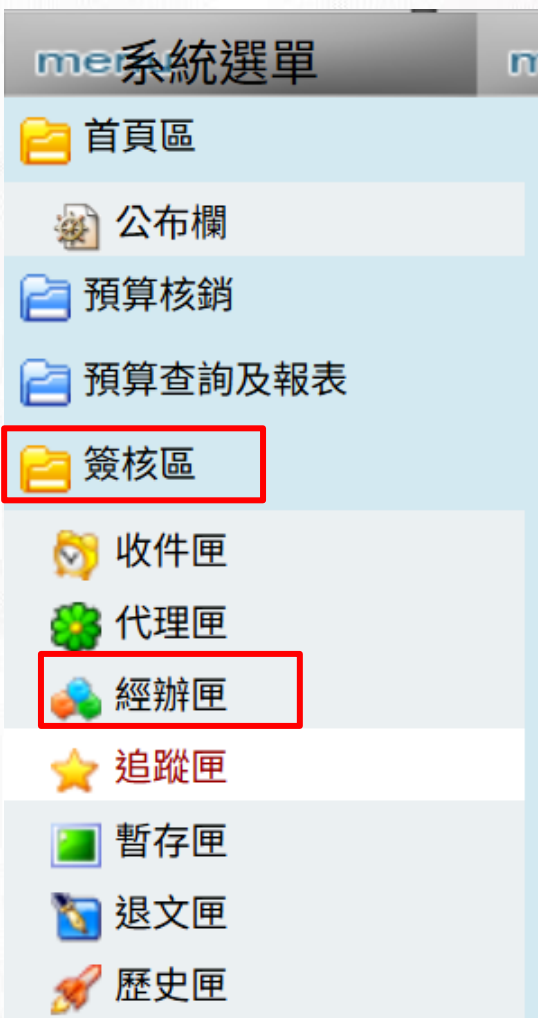 系統選單
首頁區
公布欄
預算核銷
預算查詢及報表
簽核區
收件匣
代理匣
經辦匣
追蹤匣
暫存匣
退文匣
歷史匣